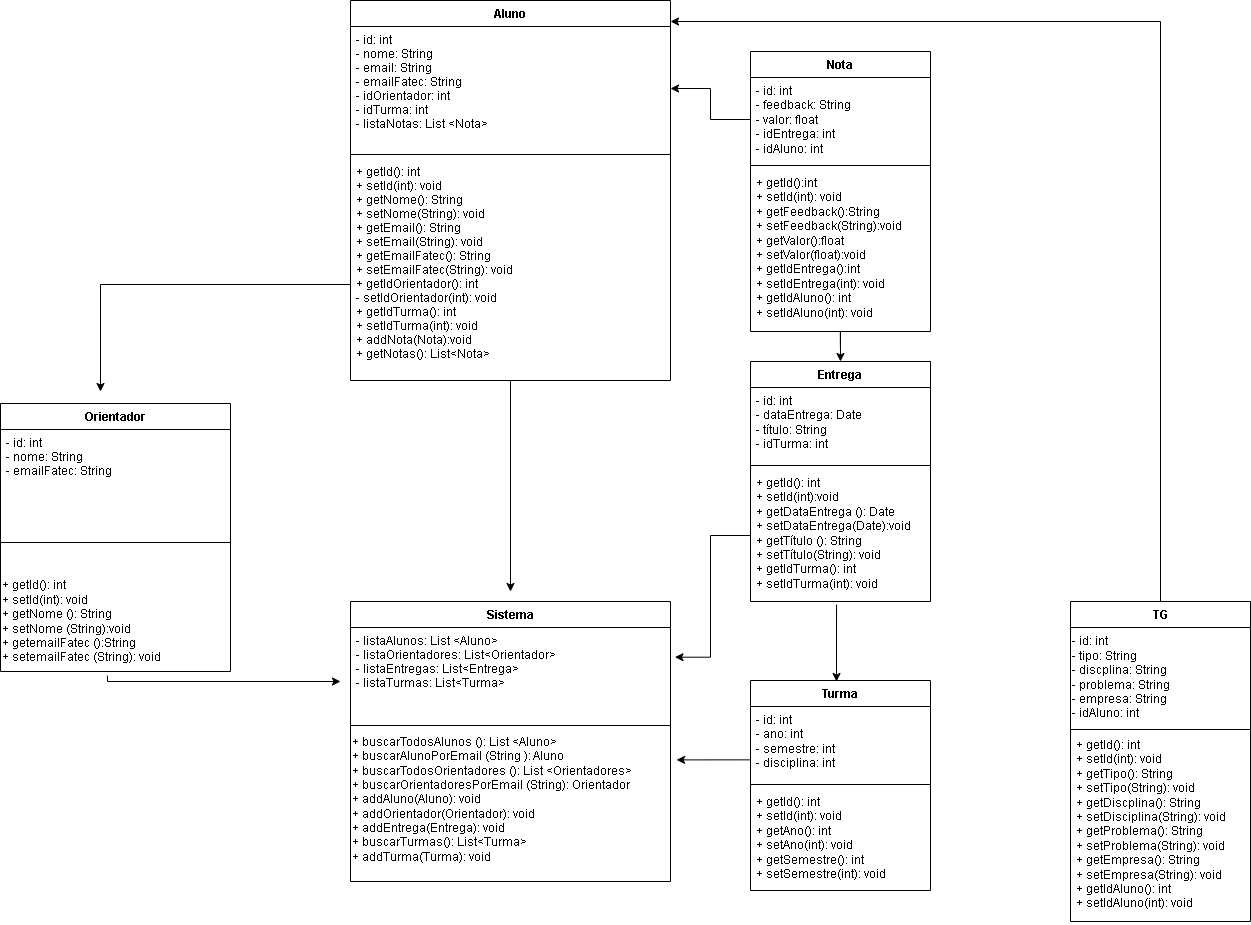 Aluno
- id: int
- nome: String
- email: String
- emailFatec: String
- idOrientador: int
- idTurma: int
- listaNotas: List <Nota>
+ getId(): int
+ setId(int): void
+ getNome(): String
+ setNome(String): void
+ getEmail(): String
+ setEmail(String): void
+ getEmailFatec(): String
+ setEmailFatec(String): void
+ getIdOrientador(): int
- setIdOrientador(int): void
+ getIdTurma(): int
+ setIdTurma(int): void
+ addNota(Nota):void
+ getNotas(): List<Nota>
Nota
- id: int
- feedback: String
- valor: float
- idEntrega: int
- idAluno: int
+ getId():int
+ setId(int): void
+ getFeedback():String
+ setFeedback(String):void
+ getValor():float
+ setValor(float):void
+ getIdEntrega():int
+ setIdEntrega(int): void
+ getIdAluno(): int
+ setIdAluno(int): void
Orientador
- id: int
- nome: String
- emailFatec: String
+ getId(): int
+ setId(int): void
+ getNome (): String
+ setNome (String):void
+ getemailFatec ():String
+ setemailFatec (String): void
Entrega
- id: int
- dataEntrega: Date
- título: String
- idTurma: int
+ getId(): int
+ setId(int):void
+ getDataEntrega (): Date
+ setDataEntrega(Date):void
+ getTítulo (): String
+ setTítulo(String): void
+ getIdTurma(): int
+ setIdTurma(int): void
Sistema
- listaAlunos: List <Aluno>
- listaOrientadores: List<Orientador>
- listaEntregas: List<Entrega>
- listaTurmas: List<Turma>
+ buscarTodosAlunos (): List <Aluno>
+ buscarAlunoPorEmail (String ): Aluno
+ buscarTodosOrientadores (): List <Orientadores>
+ buscarOrientadoresPorEmail (String): Orientador
+ addAluno(Aluno): void
+ addOrientador(Orientador): void
+ addEntrega(Entrega): void
+ buscarTurmas(): List<Turma>
+ addTurma(Turma): void
Turma
- id: int
- ano: int
- semestre: int
- disciplina: int
+ getId(): int
+ setId(int): void
+ getAno(): int
+ setAno(int): void
+ getSemestre(): int
+ setSemestre(int): void
TG
- id: int
- tipo: String
- discplina: String
- problema: String
- empresa: String
- idAluno: int
+ getId(): int
+ setId(int): void
+ getTipo(): String
+ setTipo(String): void
+ getDiscplina(): String
+ setDisciplina(String): void
+ getProblema(): String
+ setProblema(String): void
+ getEmpresa(): String
+ setEmpresa(String): void
+ getIdAluno(): int
+ setIdAluno(int): void